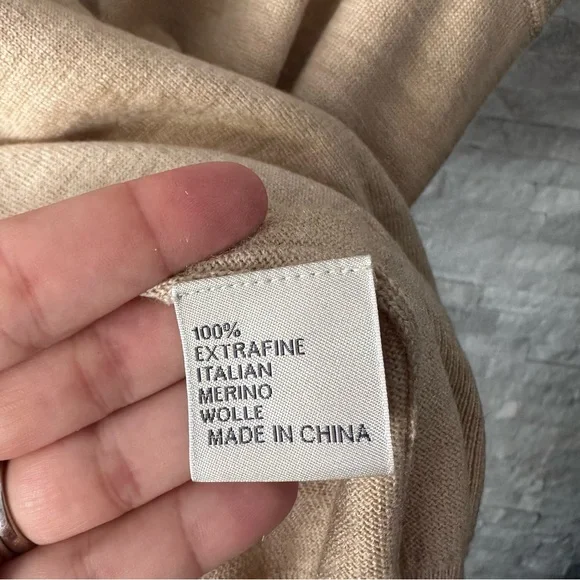 100%
EXTRAFINE
ITALIAN
MERINO
WOLLE
MADE IN CHINA